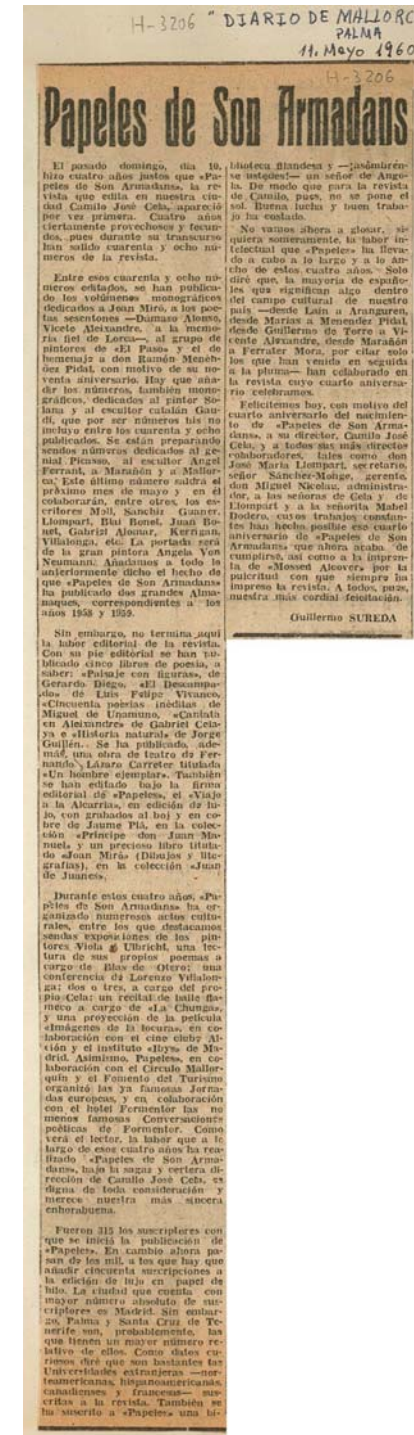 H-3206 "DIARIO DE MALLORC
PALMA
11. Mayo 1960
H-3206
Papeles de Son Armadans
El pasado domingo, día 10,
hizo cuatro años justos que «Pa-
peles de Son Armadans», la re-
vista que edita en nuestra ciu-
dad Camilo José Cela, apareció
por vez primera. Cuatro años
ciertamente provechosos y fecun-
dos, pues durante su transcurso
han salido cuarenta y ocho nú-
meros de la revista.
Entre esos cuarenta y ocho nú-
meros editados, se han publica-
do los volúmenes monográficos
dedicados a Joan Miró, a los poe-
tas sesentones —Dámaso Alonso,
Vicete Aleixandre, a la memo-
ria fiel de Lorca—, al grupo de
pintores de «El Paso» y el de
homenaje a don Ramón Menén-
dez Pidal, con motivo de su no-
venta aniversario. Hay que aña-
dir los números, también mono-
gráficos, dedicados al pintor So-
lana y al escultor catalán Gau-
dí, que por ser números bis no
incluyo entre los cuarenta y ocho
publicados. Se están preparando
sendos números dedicados al ge-
nial Picasso, al escultor Angel
Ferrant, a Marañón y a Mallor-
ca. Este último número saldrá el
próximo mes de mayo y en él
colaborarán, entre otros, los es-
critores Moll, Sanchiz Guaner,
Llompart, Blai Bonet, Juan Bo-
net, Gabriel Alomar, Kerrigan,
Villalonga, etc. La portada será
de la gran pintora Angela Von
Neumann. Añadamos a todo lo
anteriormente dicho el hecho de
que «Papeles de Son Armadans»
ha publicado dos grandes Alma-
naques, correspondientes a los
años 1958 y 1959.
Sin embargo, no termina aquí
la labor editorial de la revista.
Con su pie editorial se han pu-
blicado cinco libros de poesía, a
saber: «Paisaje con figuras», de
Gerardo Diego, «El Descampa-
do» de Luis Felipe Vivanco,
«Cincuenta poesías inéditas de
Miguel de Unamuno, «Cantata
en Aleixandre» de Gabriel Cela-
ya e «Historia natural» de Jorge
Guillén. Se ha publicado, ade-
más, una obra de teatro de Fer-
nando Lázaro Carreter titulada
«Un hombre ejemplar». También
se han editado bajo la firma
editorial de «Papeles», el «Viajo
a la Alcarria», en edición de lu-
jo, con grabados al boj y en co-
bre de Jaume Plá, en la colec-
ción «Príncipe don Juan Ma-
nuel» y un precioso libro titula-
do «Joan Miró» (Dibujos y lito-
grafías), en la colección «Juan
de Juanes».
Durante estos cuatro años, «Pa-
peles de Son Armadans» ha or-
ganizado numerosos actos cultu-
rales, entre los que destacamos
sendas exposiciones de los pin-
tores Viola y Ulbricht, una lec-
tura de sus propios poemas a
cargo de Blas de Otero; una
conferencia de Lorenzo Villalon-
ga; dos o tres, a cargo del pro-
pio Cela; un recital de baile fla-
meco a cargo de «La Chunga»,
y una proyección de la película
«Imágenes de la locura», en co-
laboración con el cine club
y el instituto «Ibys» de Ma-
drid. Asimismo, Papeles», en co-
laboración con el Círculo Mallor-
quín y el Fomento del Turismo
organizó las ya famosas Jorna-
das europeas, y en colaboración
con el hotel Formentor las no
menos famosas Conversaciones
poéticas de Formentor. Como
verá el lector, la labor que a lo
largo de esos cuatro años ha rea-
lizado «Papeles de Son Arma-
dans», bajo la sagaz y certera di-
rección de Camilo José Cela, es
digna de toda consideración y
merece nuestra más sincera
enhorabuena.
Fueron 315 los suscriptores con
que se inició la publicación de
«Papeles». En cambio ahora pa-
san de los mil, a los que hay que
añadir cincuenta suscripciones a
la edición de lujo en papel de
hilo. La ciudad que cuenta con
mayor número absoluto de sus-
criptores es Madrid. Sin embar-
go, Palma y Santa Cruz de Te-
nerife son, probablemente, las
que tienen un mayor número re-
lativo de ellos. Como datos cu-
riosos diré que son bastantes las
Universidades extranjeras —nor-
teamericanas, hispanoamericanas,
canadienses y francesas— sus-
critas a la revista. También se
ha suscrito a «Papeles» una bi-
blioteca filandesa y —¡asómbren-
se ustedes!— un señor de Ango-
la. De modo que para la revista
de Camilo, pues, no se pone el
sol. Buena lucha y buen traba-
jo ha costado.
No vamos ahora a glosar, si-
quiera someramente, la labor in-
telectual que «Papeles» ha lleva-
do a cabo a lo largo y a lo an-
cho de estos cuatro años. Solo
diré que, la mayoría de españo-
les que significan algo dentro
del campo cultural de nuestro
país —desde Laín a Aranguren,
desde Marías a Menéndez Pidal,
desde Guillermo de Torre a Vi-
cente Aleixandre, desde Marañón
a Ferrater Mora, por citar solo
los que han venido en seguida
a la pluma— han colaborado en
la revista cuyo cuarto aniversa-
rio celebramos.
Felicitemos hoy, con motivo del
cuarto aniversario del nacimien-
to de «Papeles de Son Arma-
dans», a su director, Camilo José
Cela, y a todos sus más directos
colaboradores, tales como don
José María Llompart, secretario,
señor Sánchez-Monge, gerente,
don Miguel Nicolau, administra-
dor, a las señoras de Cela y de
Llompart y a la señorita Mabel
Dodero, cuyos trabajos constan-
tes han hecho posible ese cuarto
aniversario de «Papeles de Son
Armadans» que ahora acaba de
cumplirse, así como a la impren-
ta de «Mossed Alcover» por la
pulcritud con que siempre ha
impreso la revista. A todos, pues,
nuestra más cordial felcitación.
Guillermo SUREDA